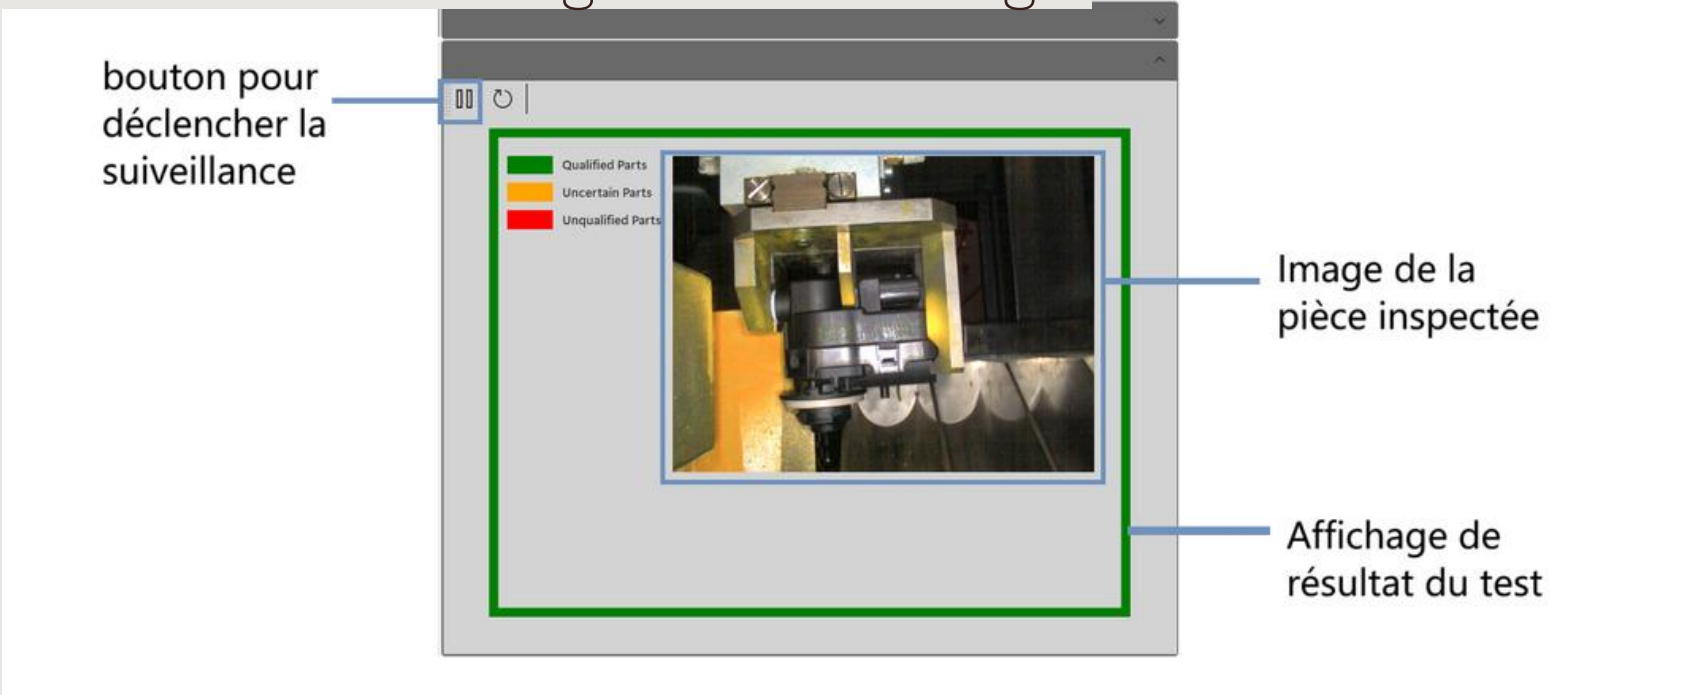 bouton pour
déclencher la
suiveillance
Qualified Parts
Uncertain Parts
Unqualified Parts
Image de la
pièce inspectée
Affichage de
résultat du test